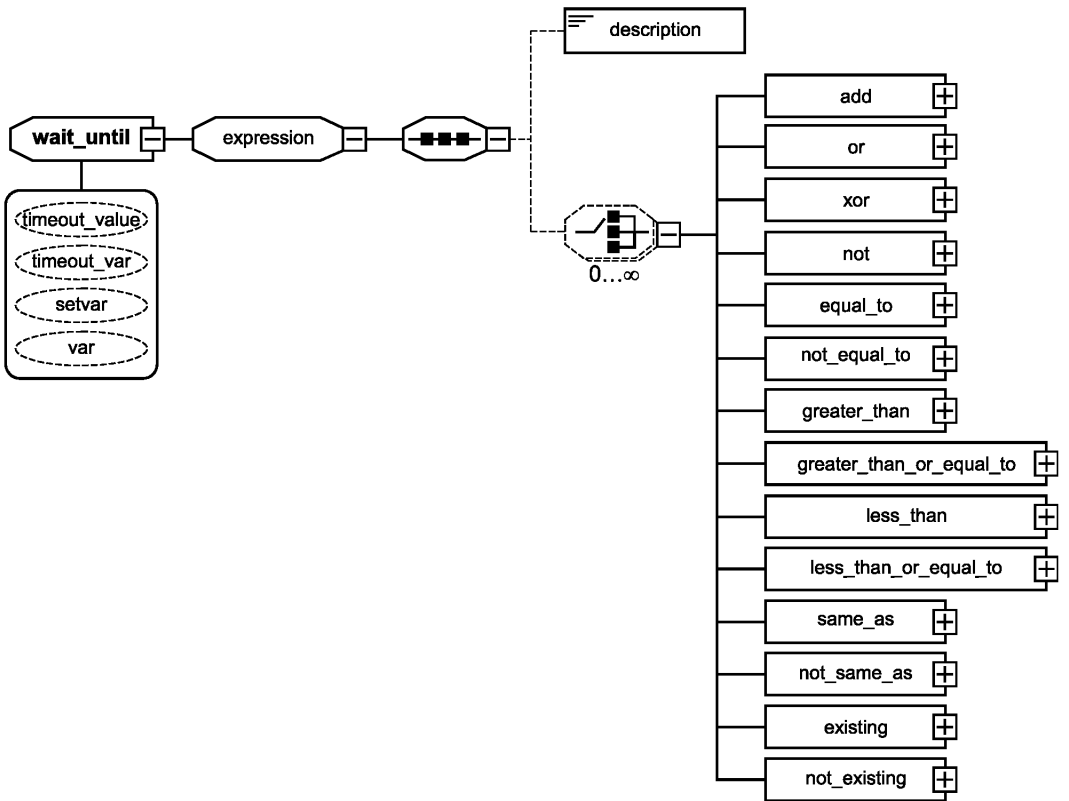 description
wait_until
expression
timeout_value
timeout_var
setvar
var
0...∞
add
or
xor
not
equal_to
not_equal_to
greater_than
greater_than_or_equal_to
less_than
less_than_or_equal_to
same_as
not_same_as
existing
not_existing